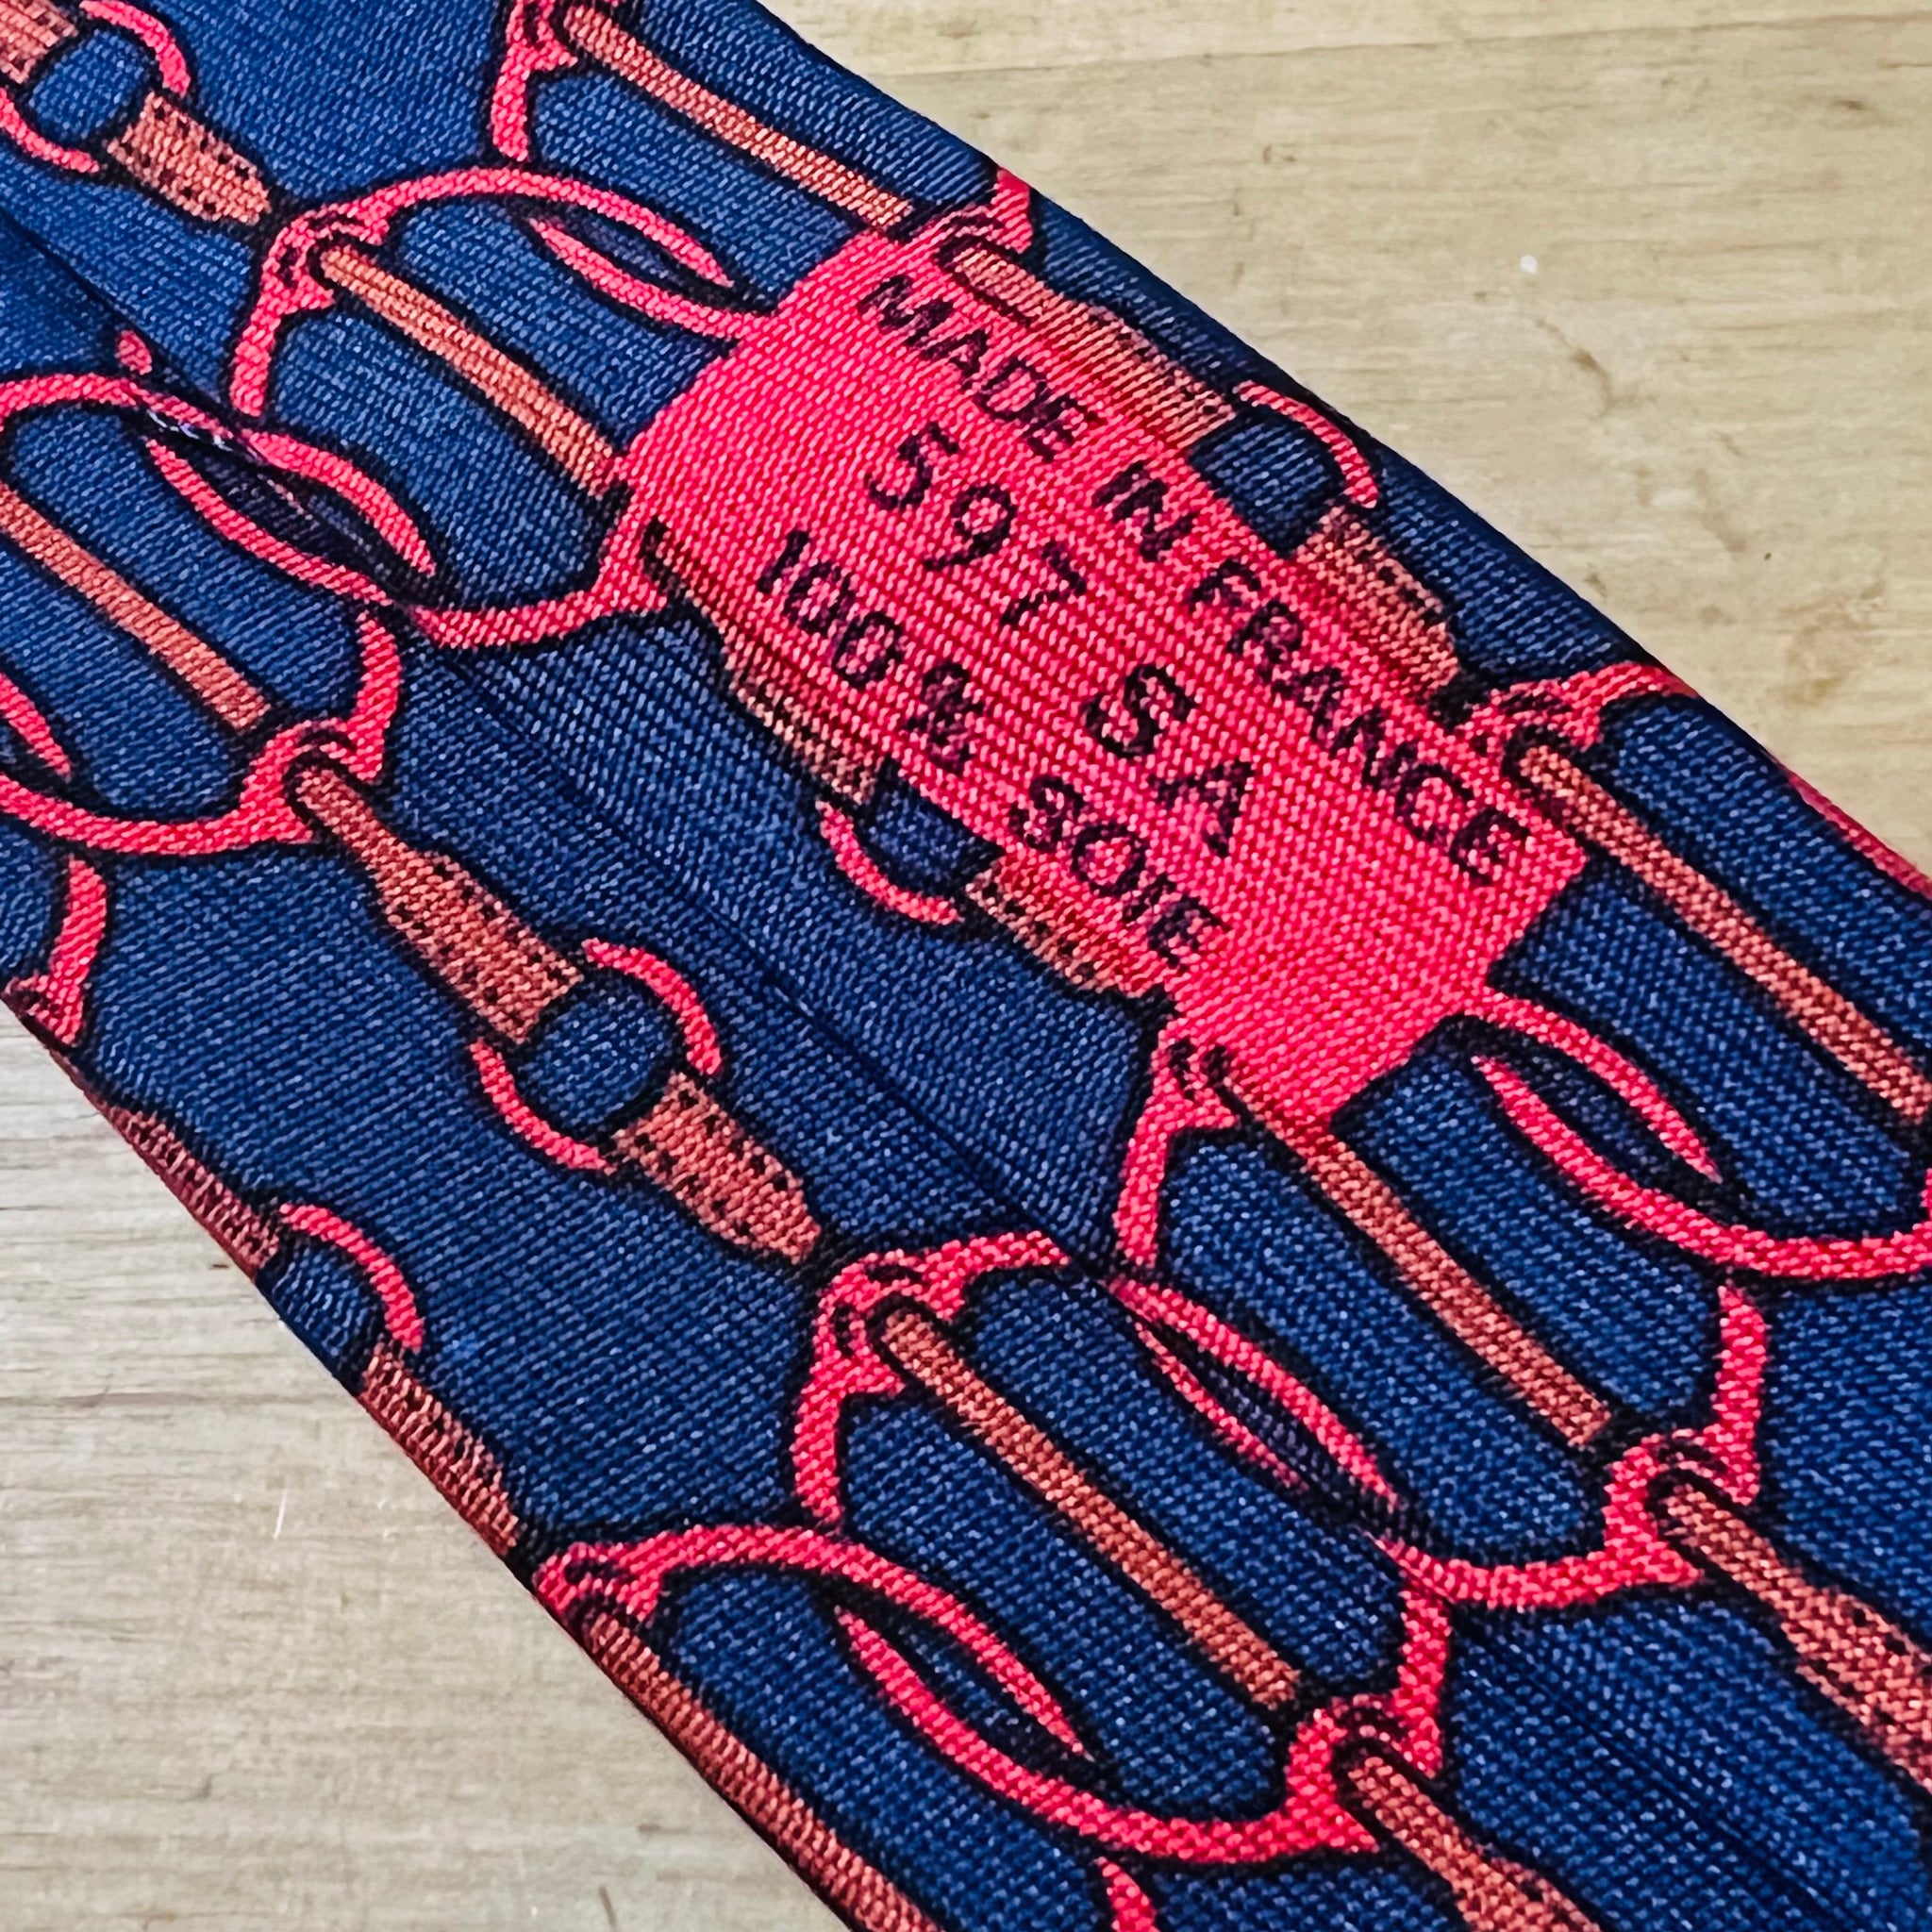 MADE IN FRANCE
597 SA
100 % SOIE